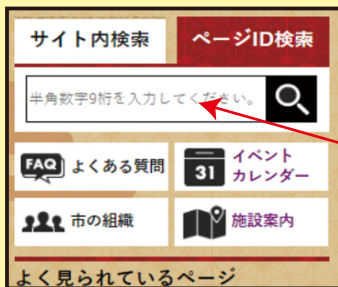 サイト内検索 ページID検索
半角数字9桁を入力してください。
FAQ よくある質問
31 イベント
カレンダー
市の組織
施設案内
よく見られているページ